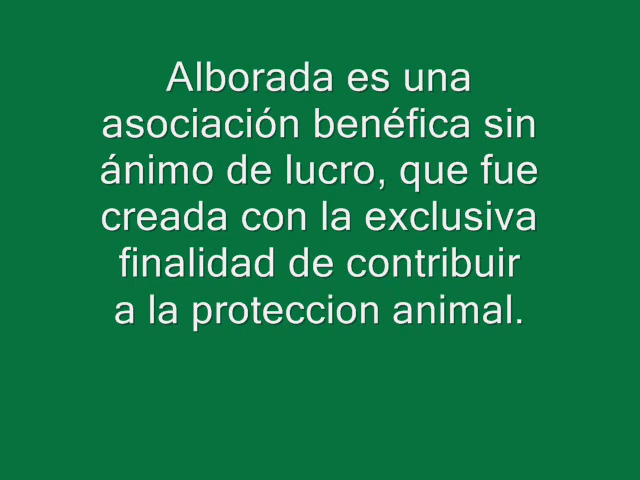 Alborada es una
asociación benéfica sin
ánimo de lucro, que fue
creada con la exclusiva
finalidad de contribuir
a la proteccion animal.